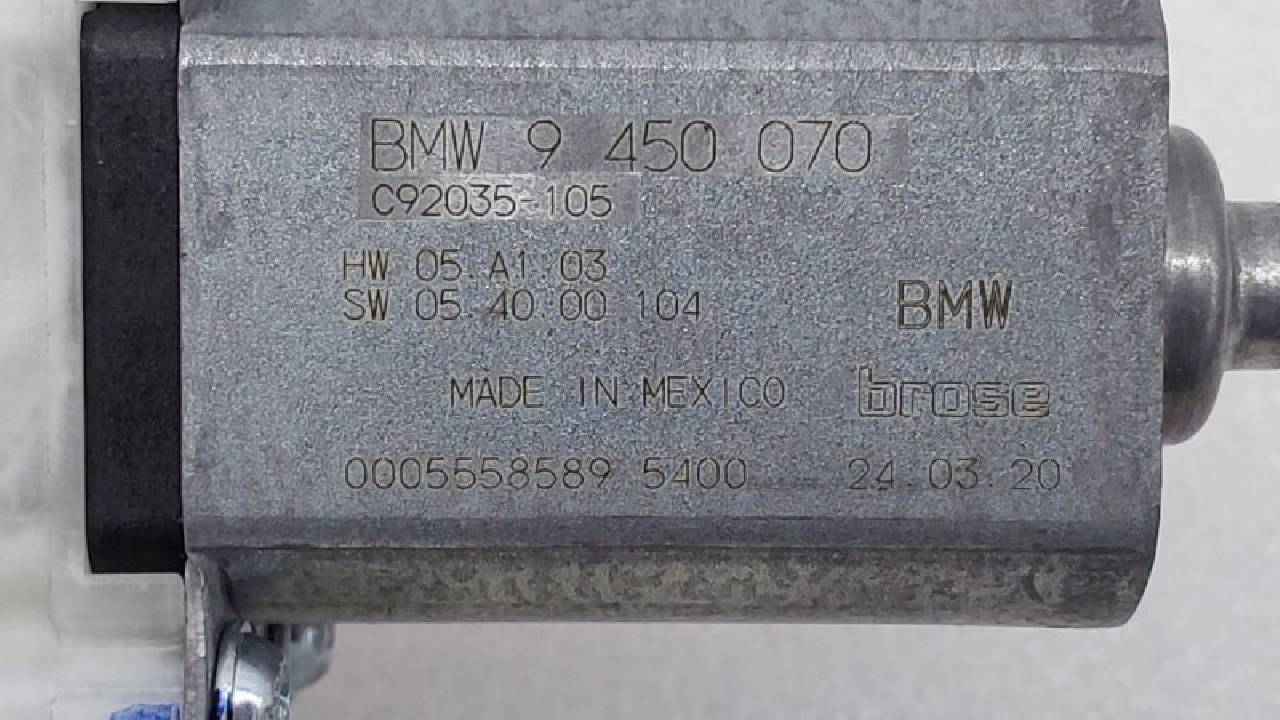 BMW 9 450 070
C92035-105
HW 05.A1.03
SW 05.40.00 104
BMW
MADE IN MEXICO
brose
0005558589 5400
24.03.20